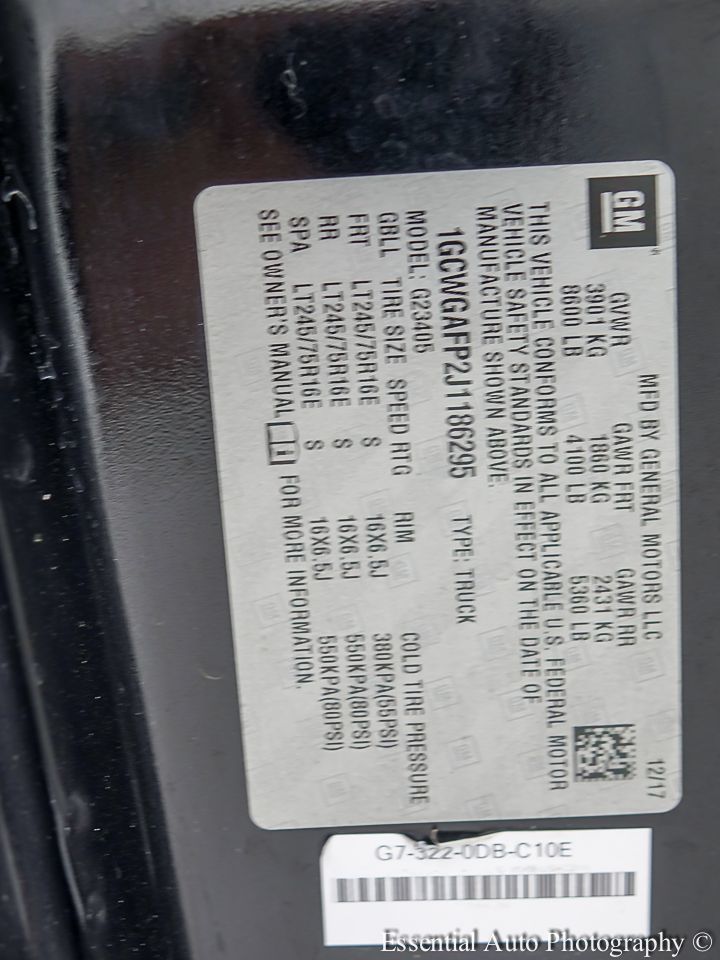 GM
MFD BY GENERAL MOTORS LLC 12/17
GVWR GAWR FRT GAWR RR
3901 KG 1860 KG 2431 KG
8600 LB 4100 LB 5360 LB
THIS VEHICLE CONFORMS TO ALL APPLICABLE U.S. FEDERAL MOTOR
VEHICLE SAFETY STANDARDS IN EFFECT ON THE DATE OF
MANUFACTURE SHOWN ABOVE.
1GCWGAFP2J1186295 TYPE: TRUCK
MODEL: G23405
GBLL TIRE SIZE SPEED RTG RIM COLD TIRE PRESSURE
FRT LT245/75R16E S 16X6.5J 380KPA(55PSI)
RR LT245/75R16E S 16X6.5J 550KPA(80PSI)
SPA LT245/75R16E S 16X6.5J 550KPA(80PSI)
SEE OWNER'S MANUAL FOR MORE INFORMATION.
G7-322-0DB-C10E
Essential Auto Photography ©